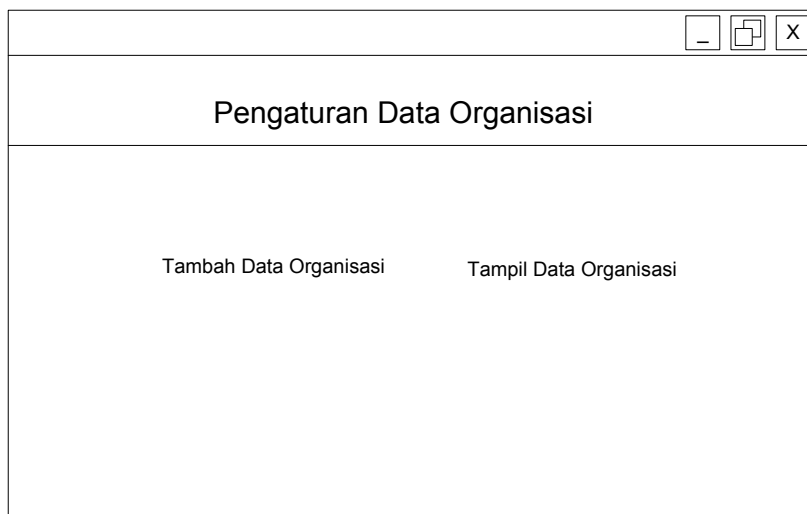 _ X
Pengaturan Data Organisasi
Tambah Data Organisasi
Tampil Data Organisasi